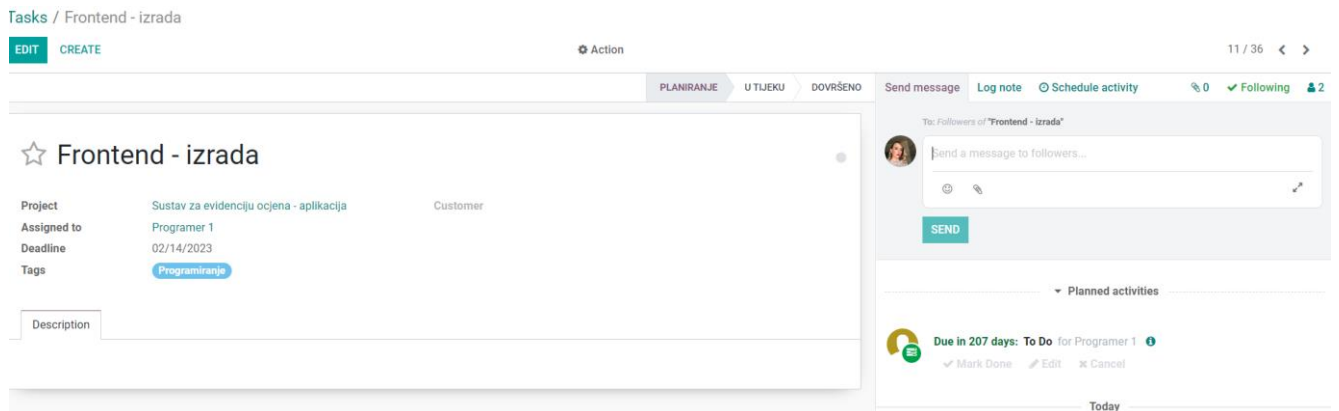 Tasks / Frontend - izrada
EDIT CREATE Action 11 / 36
PLANIRANJE U TIJEKU DOVRŠENO
Send message Log note Schedule activity 0 Following 2
To: Followers of "Frontend - izrada"
Send a message to followers...
SEND
Frontend - izrada
Project Sustav za evidenciju ocjena - aplikacija Customer
Assigned to Programer 1
Deadline 02/14/2023
Tags Programiranje
Description
Planned activities
Due in 207 days: To Do for Programer 1
Mark Done Edit Cancel
Today